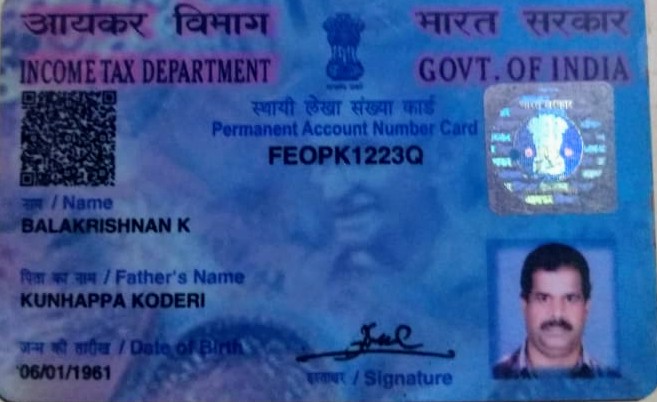 आयकर विभाग
INCOME TAX DEPARTMENT
भारत सरकार
GOVT. OF INDIA
स्थायी लेखा संख्या कार्ड
Permanent Account Number Card
FEOPK1223Q
भारत सरकार
नाम / Name
BALAKRISHNAN K
पिता का नाम / Father's Name
KUNHAPPA KODERI
जन्म की तारीख / Date of Birth
06/01/1961
हस्ताक्षर / Signature